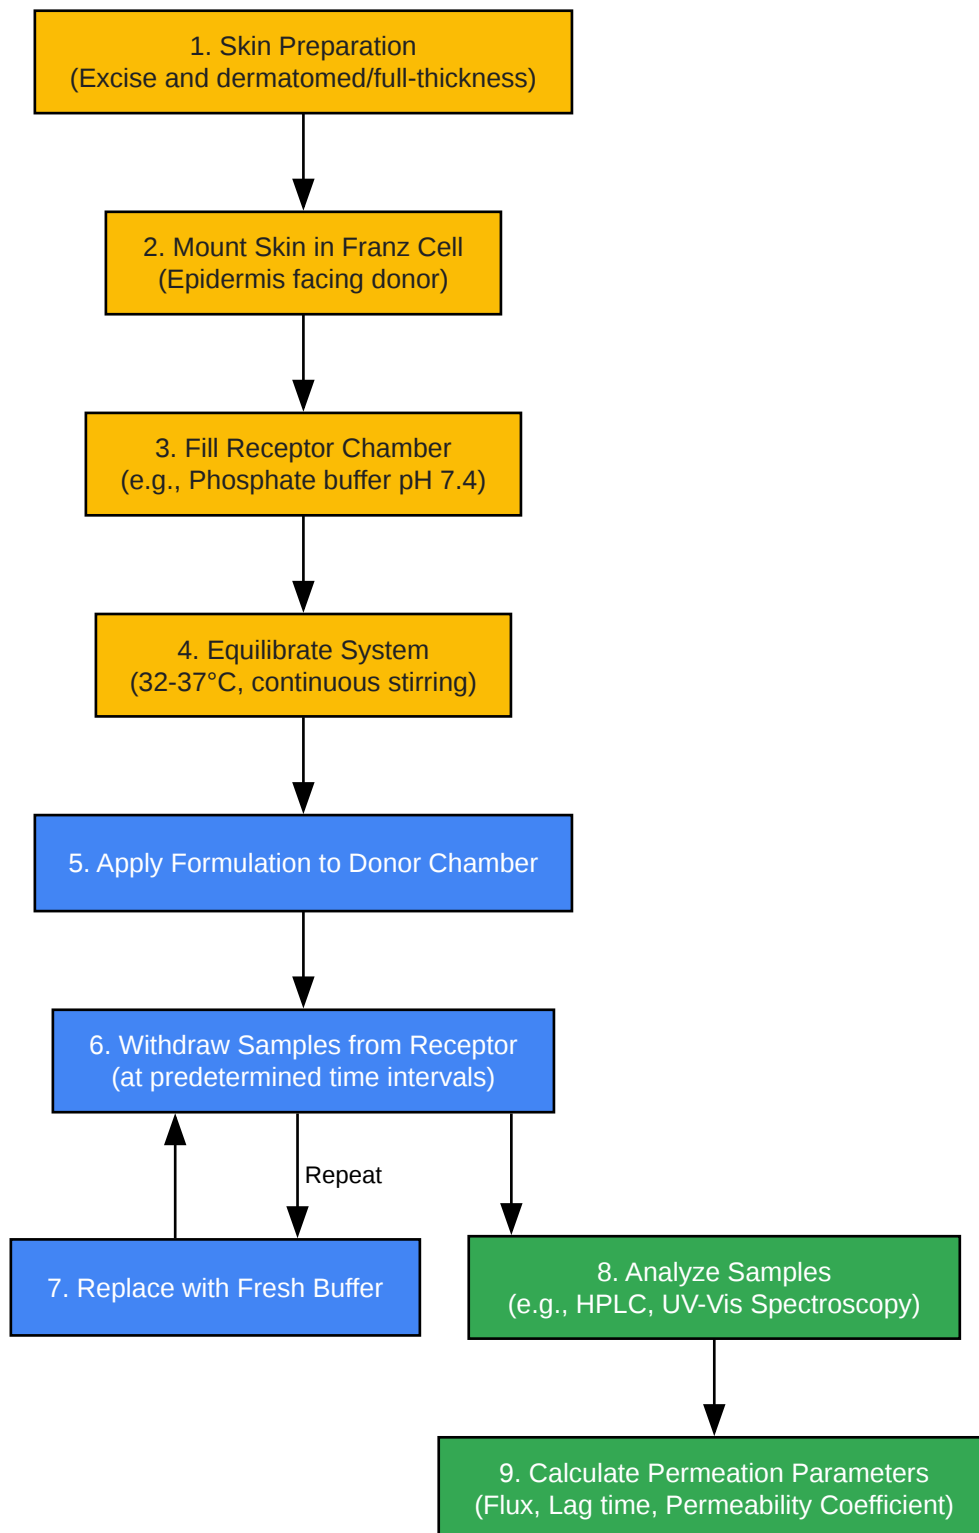 1. Skin Preparation
(Excise and dermatomed/full-thickness)
2. Mount Skin in Franz Cell
(Epidermis facing donor)
3. Fill Receptor Chamber
(e.g., Phosphate buffer pH 7.4)
4. Equilibrate System
(32-37°C, continuous stirring)
5. Apply Formulation to Donor Chamber
6. Withdraw Samples from Receptor
(at predetermined time intervals)
Repeat
7. Replace with Fresh Buffer
8. Analyze Samples
(e.g., HPLC, UV-Vis Spectroscopy)
9. Calculate Permeation Parameters
(Flux, Lag time, Permeability Coefficient)